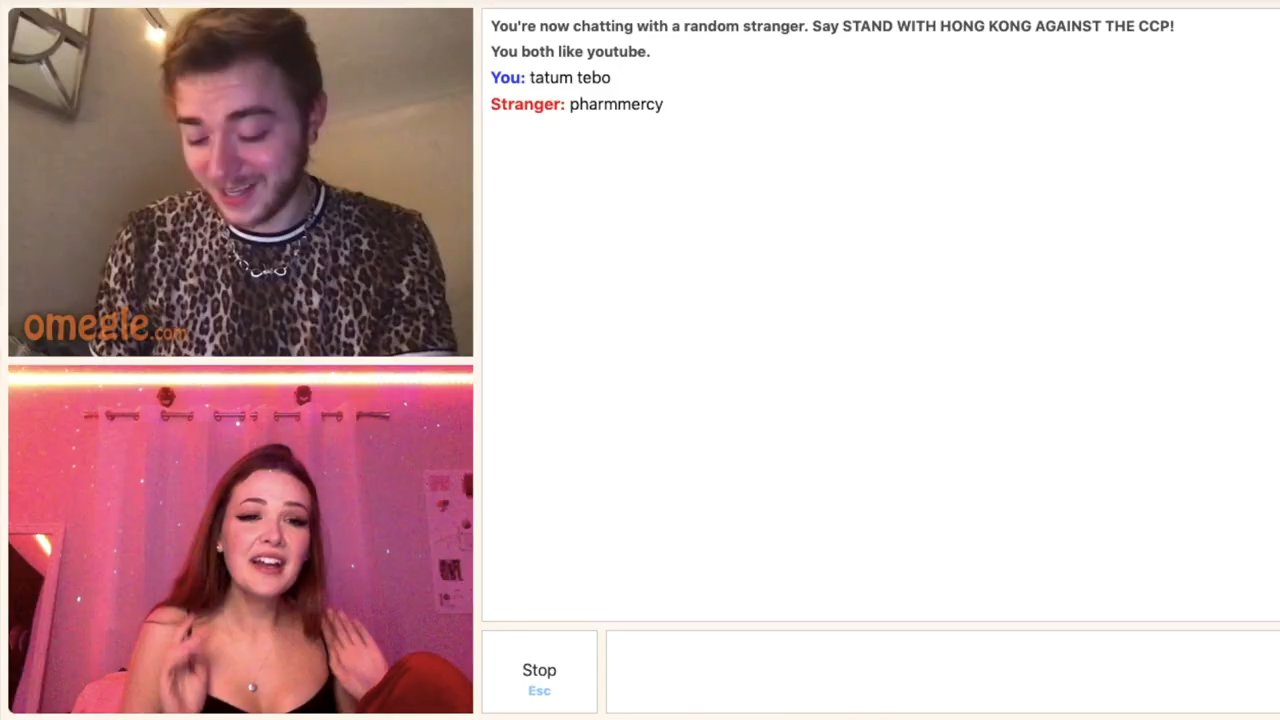 You're now chatting with a random stranger. Say STAND WITH HONG KONG AGAINST THE CCP!
You both like youtube.
You: tatum tebo
Stranger: pharmmercy
omegle.com
Stop
Esc